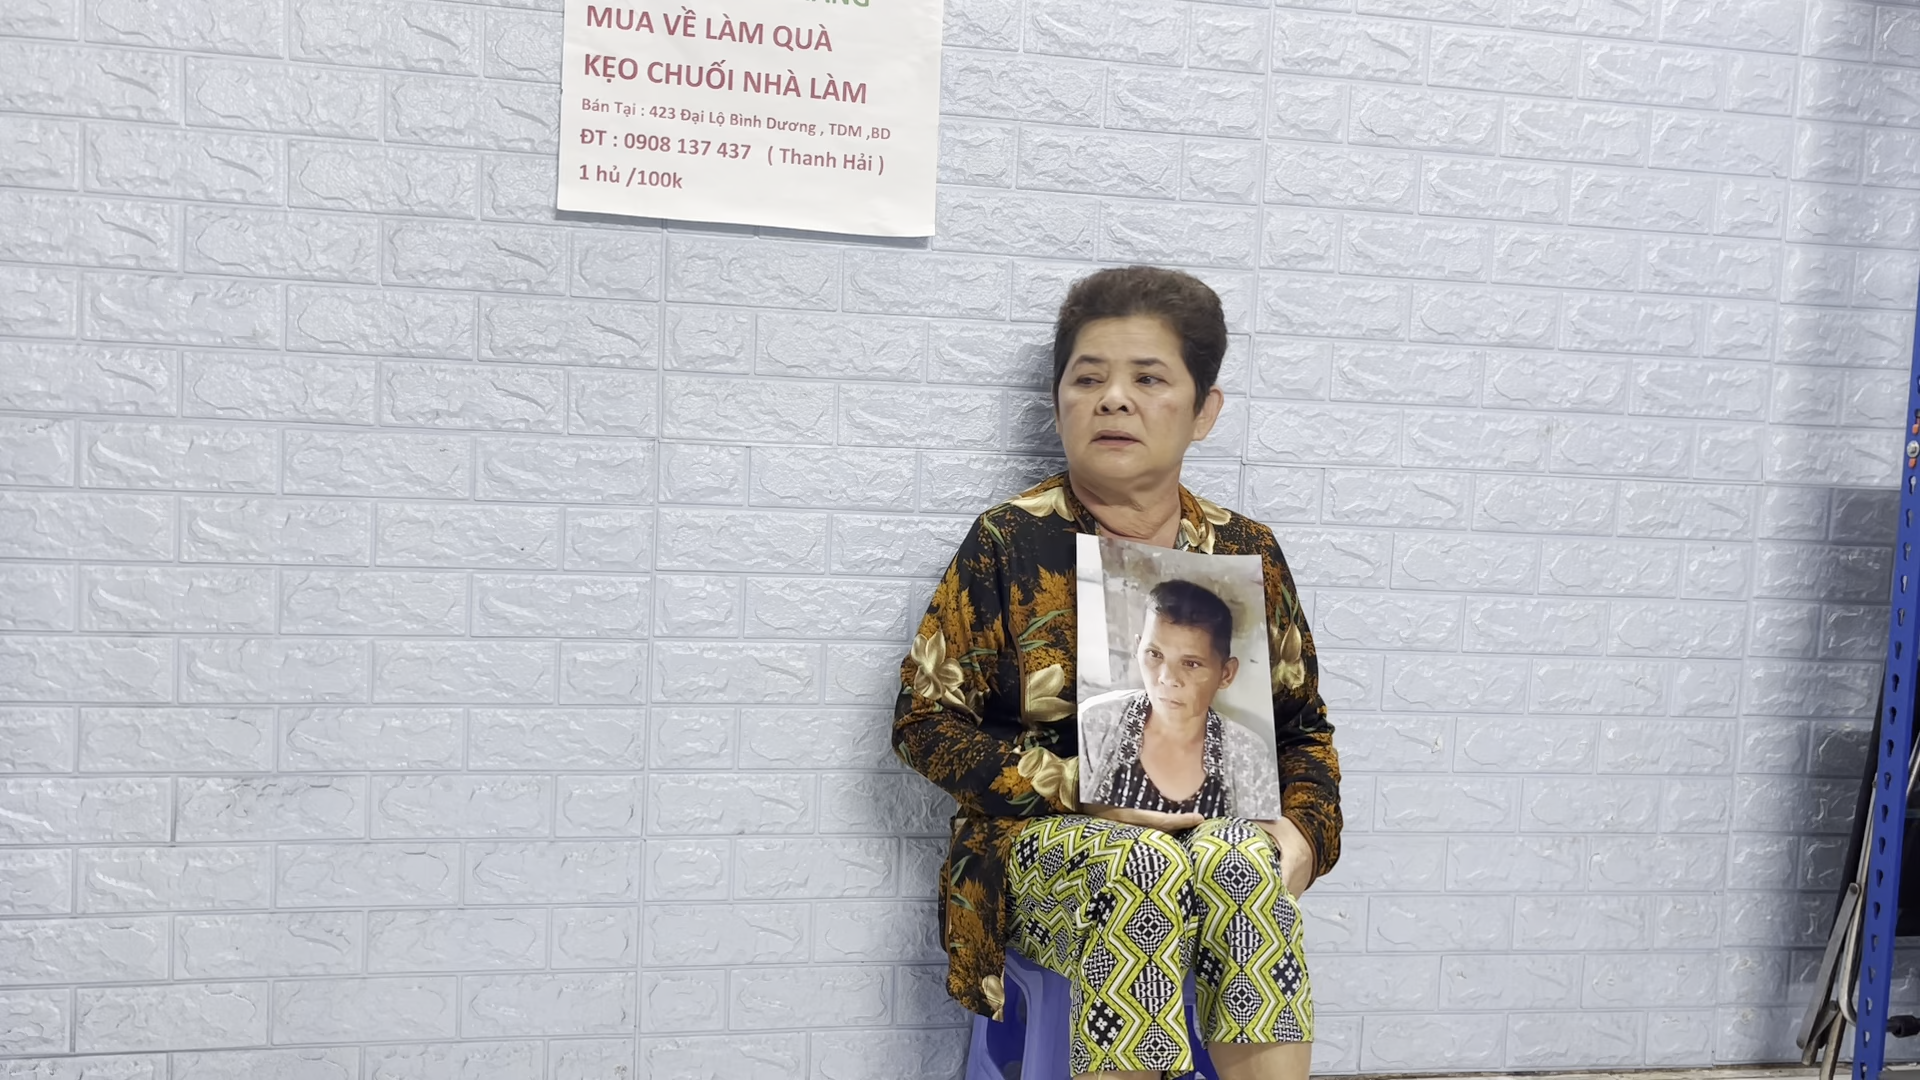 MUA VỀ LÀM QUÀ
KẸO CHUỐI NHÀ LÀM
Bán Tại : 423 Đại Lộ Bình Dương , TDM ,BD
ĐT : 0908 137 437 ( Thanh Hải )
1 hủ /100k